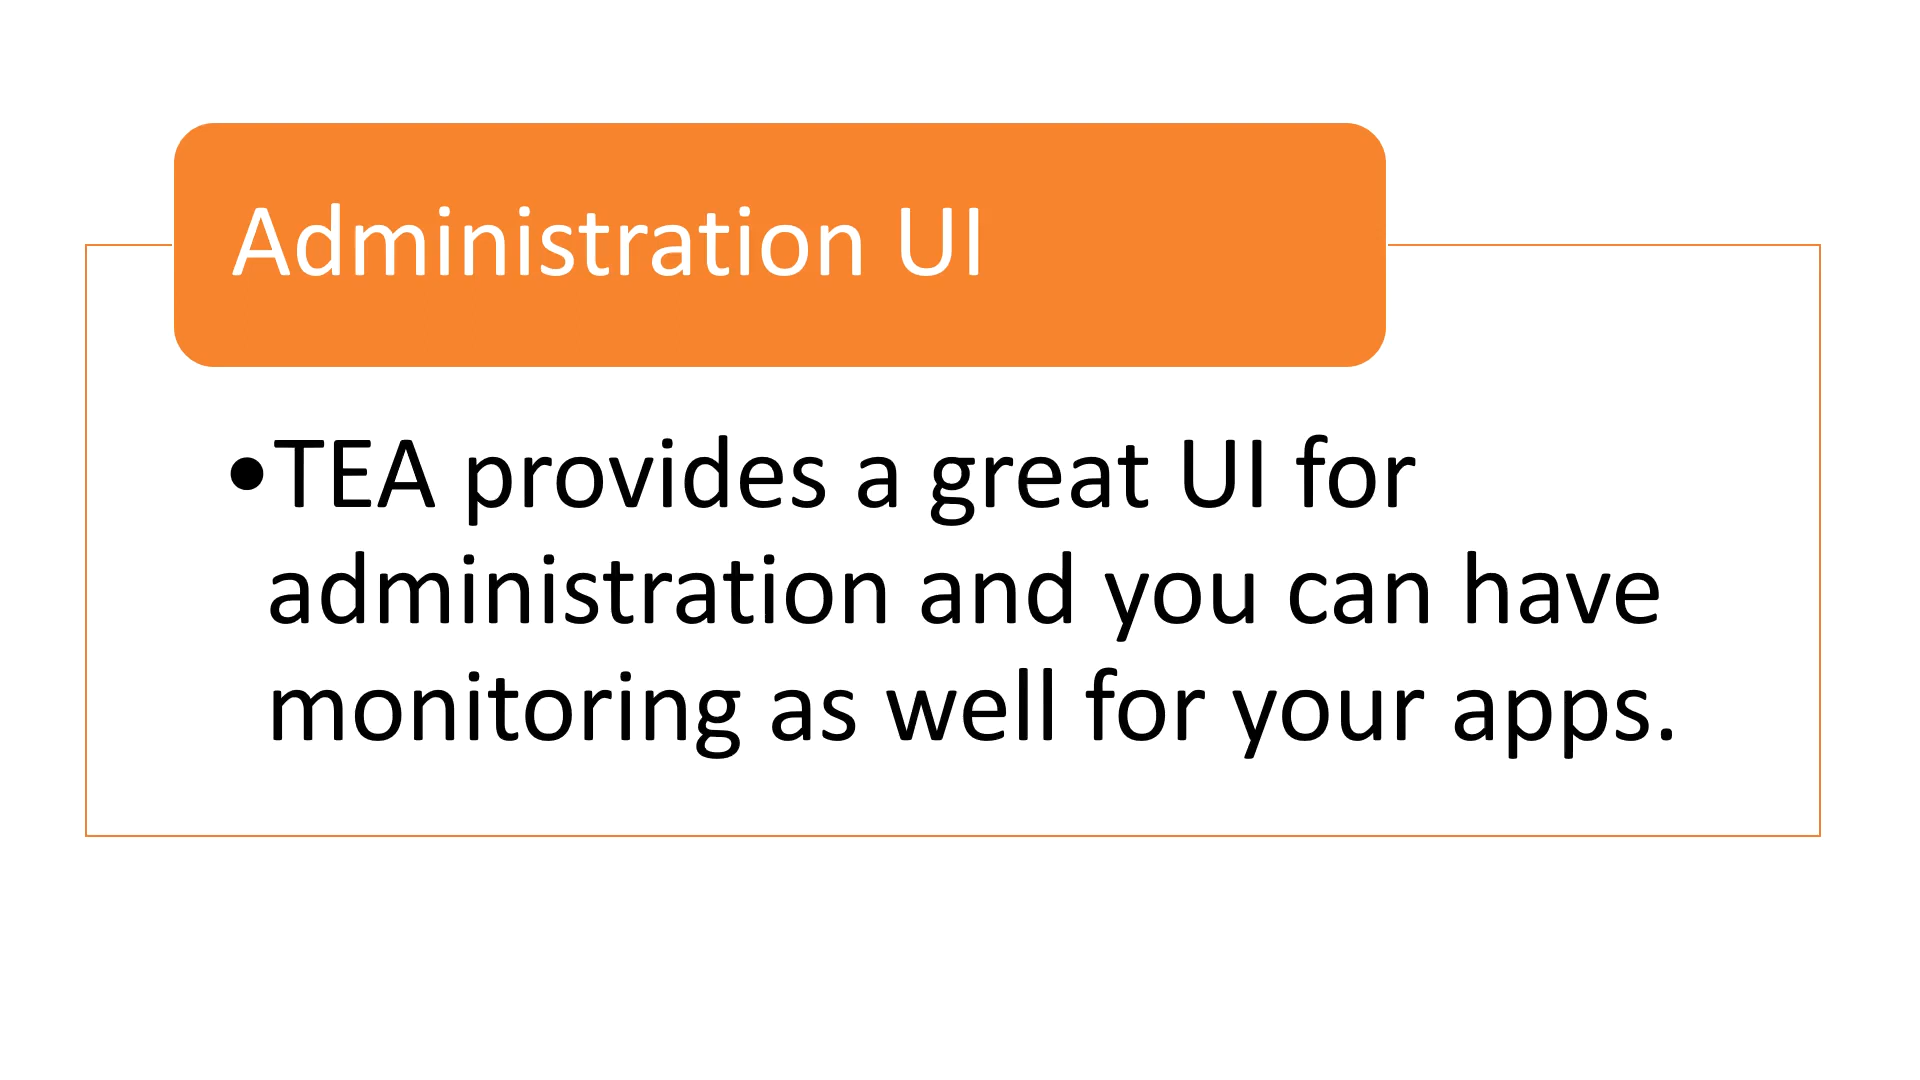 Administration UI
•TEA provides a great UI for
administration and you can have
monitoring as well for your apps.